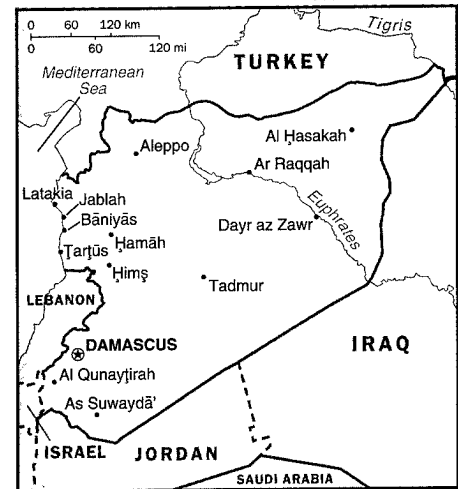 0 60 120 km
0 60 120 mi
Tigris
Mediterranean
Sea
TURKEY
Aleppo
Al Ḩasakah
Ar Raqqah
Latakia
Jablah
Bāniyās
Euphrates
Dayr az Zawr
Ḩamāh
Ţarţūs
Ḩimş
Tadmur
LEBANON
DAMASCUS
IRAQ
Al Qunayţirah
As Suwaydā'
ISRAEL
JORDAN
SAUDI ARABIA